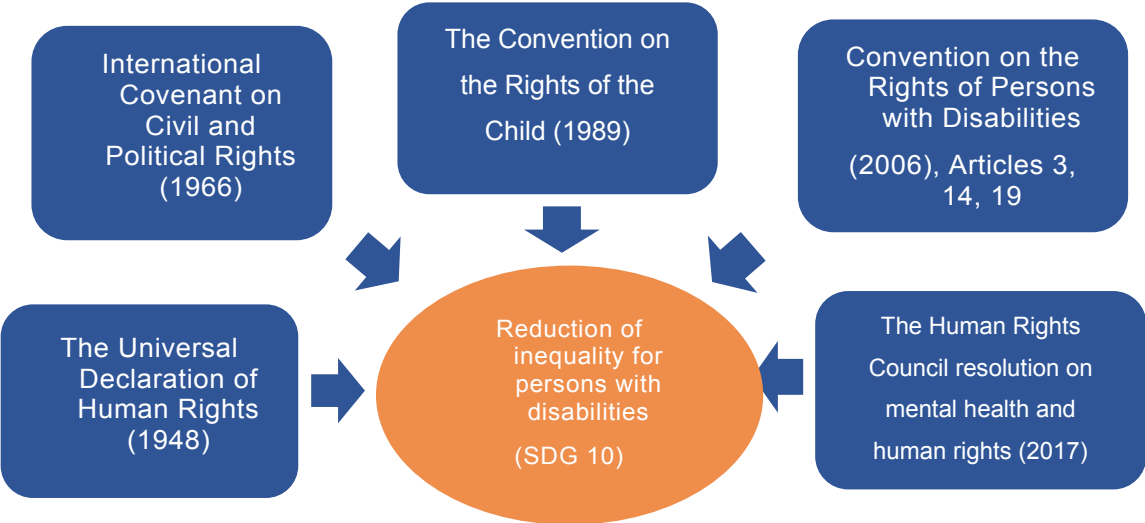 International
Covenant on
Civil and
Political Rights
(1966)
The Convention on
the Rights of the
Child (1989)
Convention on the
Rights of Persons
with Disabilities
(2006), Articles 3,
14, 19
The Universal
Declaration of
Human Rights
(1948)
Reduction of
inequality for
persons with
disabilities
(SDG 10)
The Human Rights
Council resolution on
mental health and
human rights (2017)